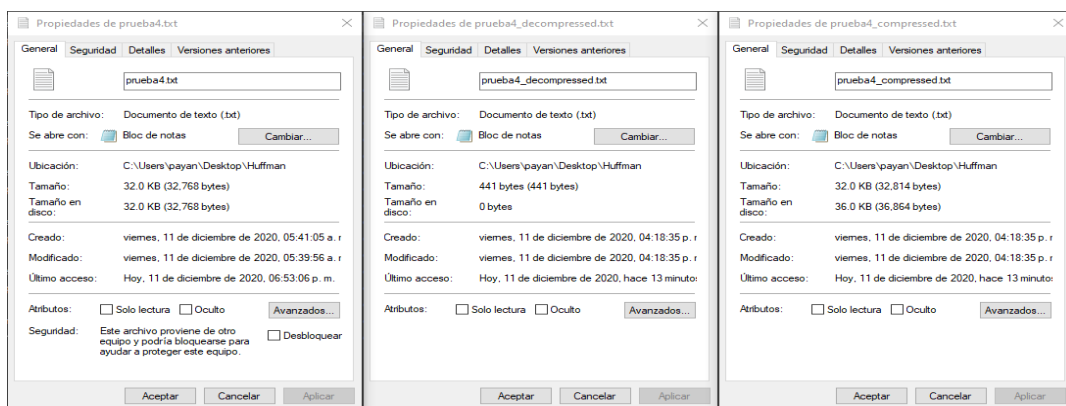 Propiedades de prueba4.txt
General Seguridad Detalles Versiones anteriores
prueba4.txt
Tipo de archivo: Documento de texto (.txt)
Se abre con: Bloc de notas Cambiar...
Ubicación: C:\Users\payan\Desktop\Huffman
Tamaño: 32.0 KB (32,768 bytes)
Tamaño en
disco: 32.0 KB (32,768 bytes)
Creado: viernes, 11 de diciembre de 2020, 05:41:05 a. r
Modificado: viernes, 11 de diciembre de 2020, 05:39:56 a. r
Último acceso: Hoy, 11 de diciembre de 2020, 06:53:06 p. m.
Atributos: Solo lectura Oculto Avanzados...
Seguridad: Este archivo proviene de otro
equipo y podría bloquearse para
ayudar a proteger este equipo.
Desbloquear
Aceptar Cancelar Aplicar
Propiedades de prueba4_decompressed.txt
General Seguridad Detalles Versiones anteriores
prueba4_decompressed.txt
Tipo de archivo: Documento de texto (.txt)
Se abre con: Bloc de notas Cambiar...
Ubicación: C:\Users\payan\Desktop\Huffman
Tamaño: 441 bytes (441 bytes)
Tamaño en
disco: 0 bytes
Creado: viernes, 11 de diciembre de 2020, 04:18:35 p. r
Modificado: viernes, 11 de diciembre de 2020, 04:18:35 p. r
Último acceso: Hoy, 11 de diciembre de 2020, hace 13 minutos
Atributos: Solo lectura Oculto Avanzados...
Aceptar Cancelar Aplicar
Propiedades de prueba4_compressed.txt
General Seguridad Detalles Versiones anteriores
prueba4_compressed.txt
Tipo de archivo: Documento de texto (.txt)
Se abre con: Bloc de notas Cambiar...
Ubicación: C:\Users\payan\Desktop\Huffman
Tamaño: 32.0 KB (32,814 bytes)
Tamaño en
disco: 36.0 KB (36,864 bytes)
Creado: viernes, 11 de diciembre de 2020, 04:18:35 p. r
Modificado: viernes, 11 de diciembre de 2020, 04:18:35 p. r
Último acceso: Hoy, 11 de diciembre de 2020, hace 13 minutos
Atributos: Solo lectura Oculto Avanzados...
Aceptar Cancelar Aplicar